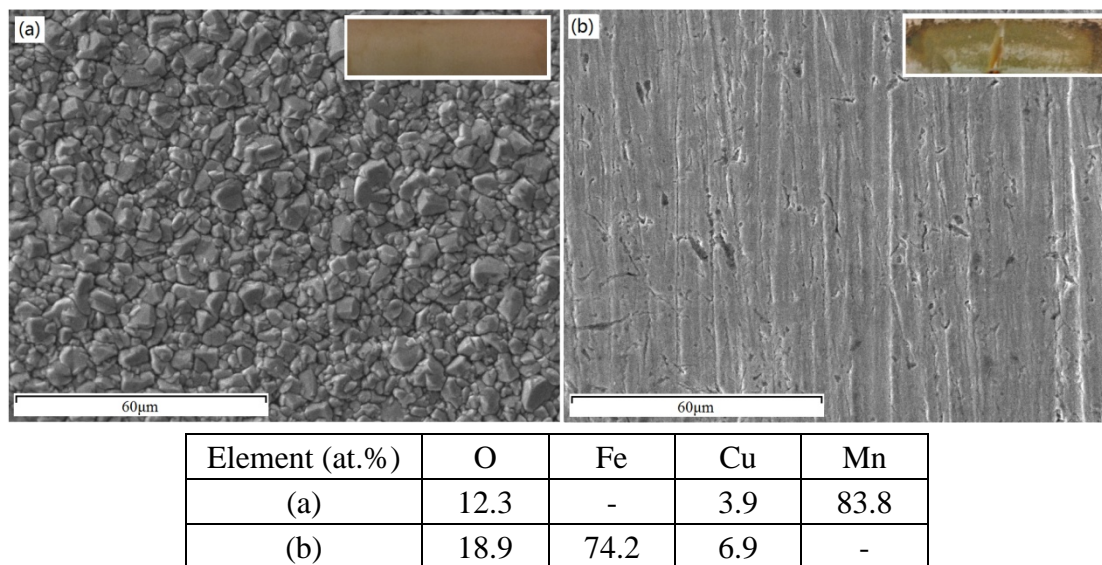 (a)
(b)
60μm
60μm
Element (at.%) O Fe Cu Mn
(a) 12.3 - 3.9 83.8
(b) 18.9 74.2 6.9 -